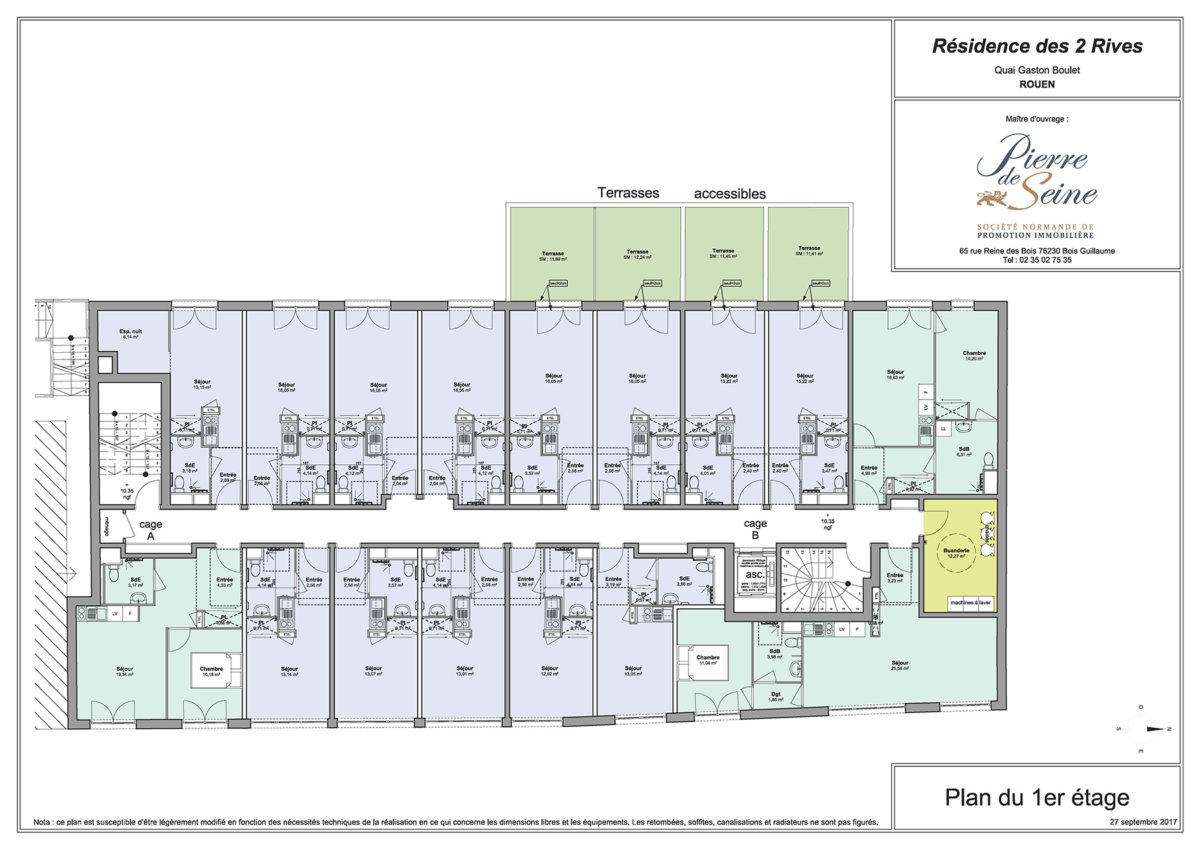 Résidence des 2 Rives
Quai Gaston Boulet
ROUEN
Maître d'ouvrage :
Pierre
de
Seine
SOCIÉTÉ NORMANDE DE
PROMOTION IMMOBILIÈRE
65 rue Reine des Bois 76230 Bois Guillaume
Tel : 02 35 02 75 35
Terrasses accessibles
Terrasse
SM : 11,99 m²
Terrasse
SM : 12,24 m²
Terrasse
SM : 11,45 m²
Terrasse
SM : 11,41 m²
Esp. nuit
6,14 m²
Séjour
13,15 m²
Séjour
16,05 m²
Séjour
16,05 m²
Séjour
16,05 m²
Séjour
16,05 m²
Séjour
16,05 m²
Séjour
15,22 m²
Séjour
15,22 m²
Séjour
18,63 m²
Chambre
10,20 m²
SdE
3,18 m²
Entrée
2,69 m²
Entrée
SdE
4,14 m²
SdE
4,12 m²
Entrée
2,04 m²
Entrée
2,04 m²
SdE
4,12 m²
SdE
3,57 m²
Entrée
2,56 m²
Entrée
2,56 m²
SdE
4,14 m²
SdE
4,05 m²
Entrée
2,40 m²
Entrée
2,40 m²
SdE
3,47 m²
Entrée
4,99 m²
LV
F
LL
SdB
6,51 m²
10.35
ngf
ménage
cage
A
cage
B
10.35
ngf
asc.
Buanderie
12,27 m²
machines à laver
SdE
3,17 m²
Entrée
4,33 m²
SdE
4,14 m²
Entrée
2,56 m²
Entrée
2,56 m²
SdE
3,57 m²
SdE
4,14 m²
Entrée
2,56 m²
Entrée
2,56 m²
SdE
Entrée
3,19 m²
SdE
3,86 m²
Entrée
3,23 m²
LV
F
LV
F
Séjour
19,34 m²
Chambre
10,18 m²
Séjour
13,14 m²
Séjour
13,07 m²
Séjour
13,01 m²
Séjour
12,92 m²
Séjour
13,05 m²
Chambre
11,04 m²
SdB
3,98 m²
Dgt
1,85 m²
Séjour
25,56 m²
O
S
N
E
Plan du 1er étage
27 septembre 2017
Nota : ce plan est susceptible d'être légèrement modifié en fonction des nécessités techniques de la réalisation en ce qui concerne les dimensions libres et les équipements. Les retombées, soffites, canalisations et radiateurs ne sont pas figurés.